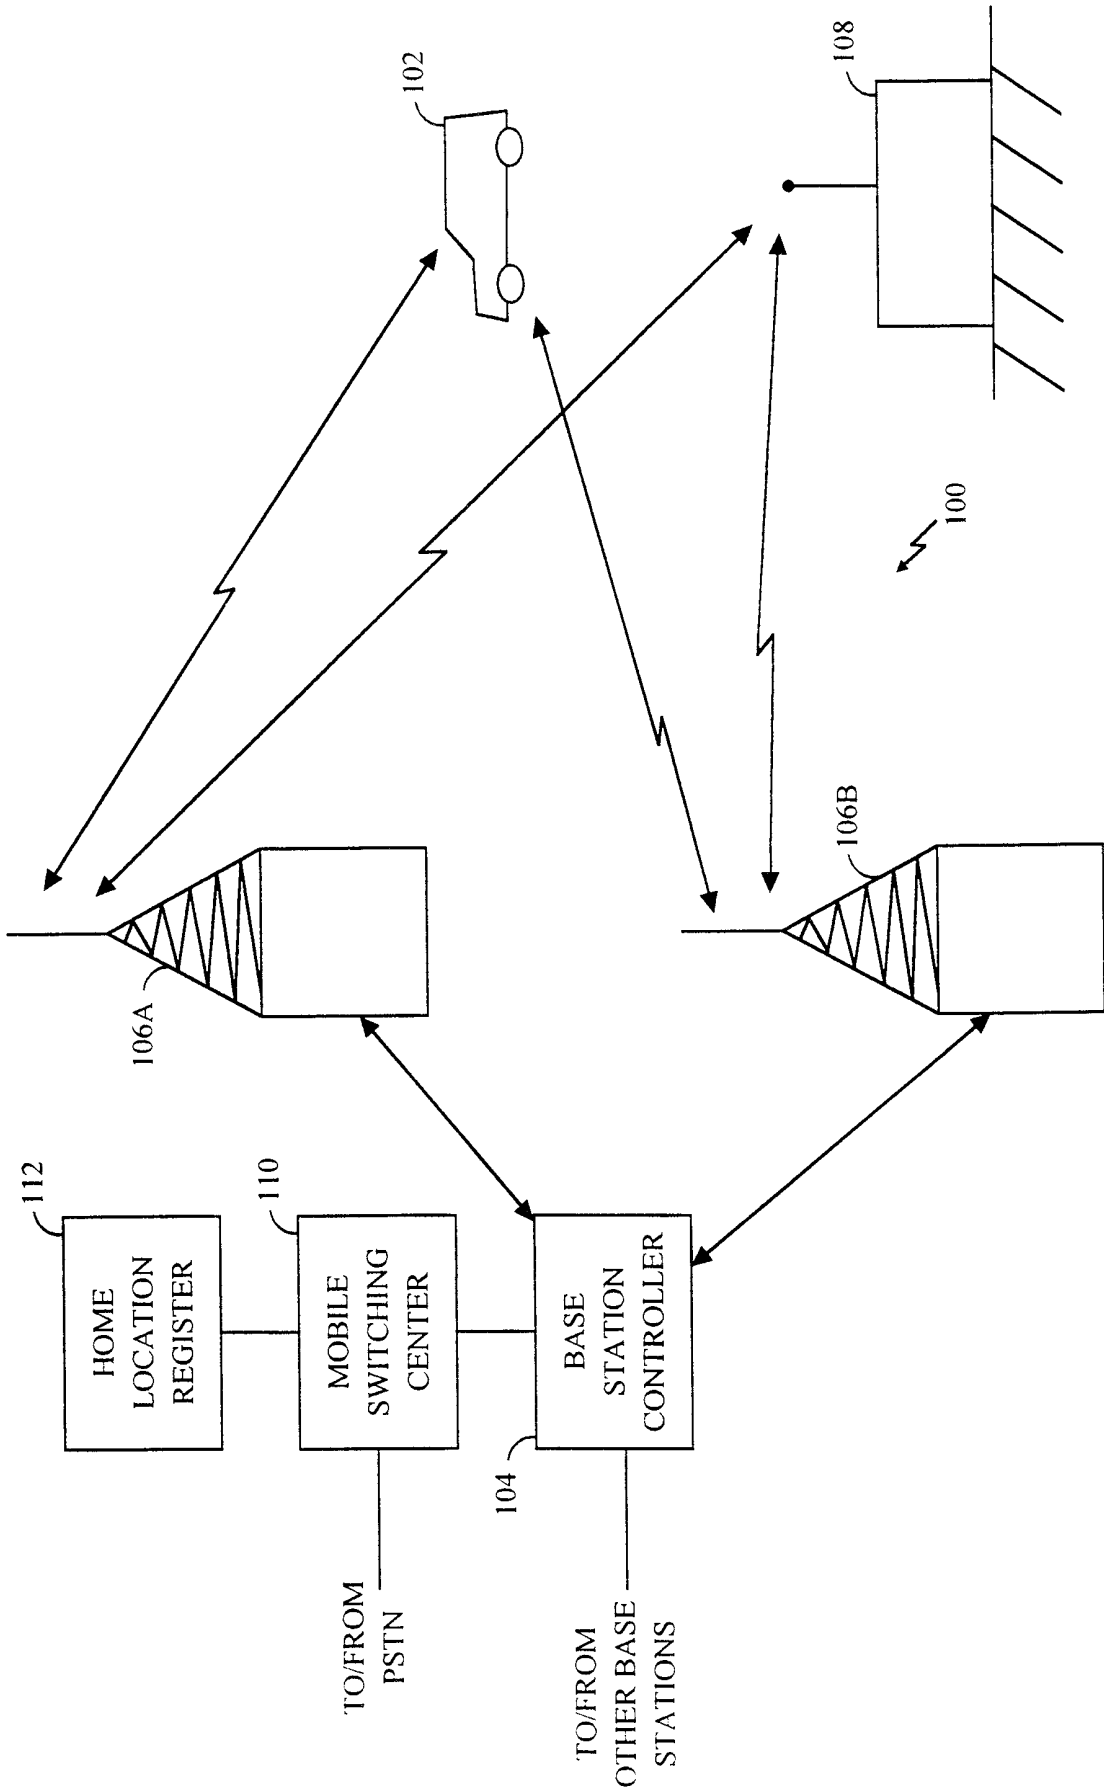 112
HOME
LOCATION
REGISTER
110
MOBILE
SWITCHING
CENTER
TO/FROM
PSTN
104
BASE
STATION
CONTROLLER
TO/FROM
OTHER BASE
STATIONS
106A
106B
102
108
100